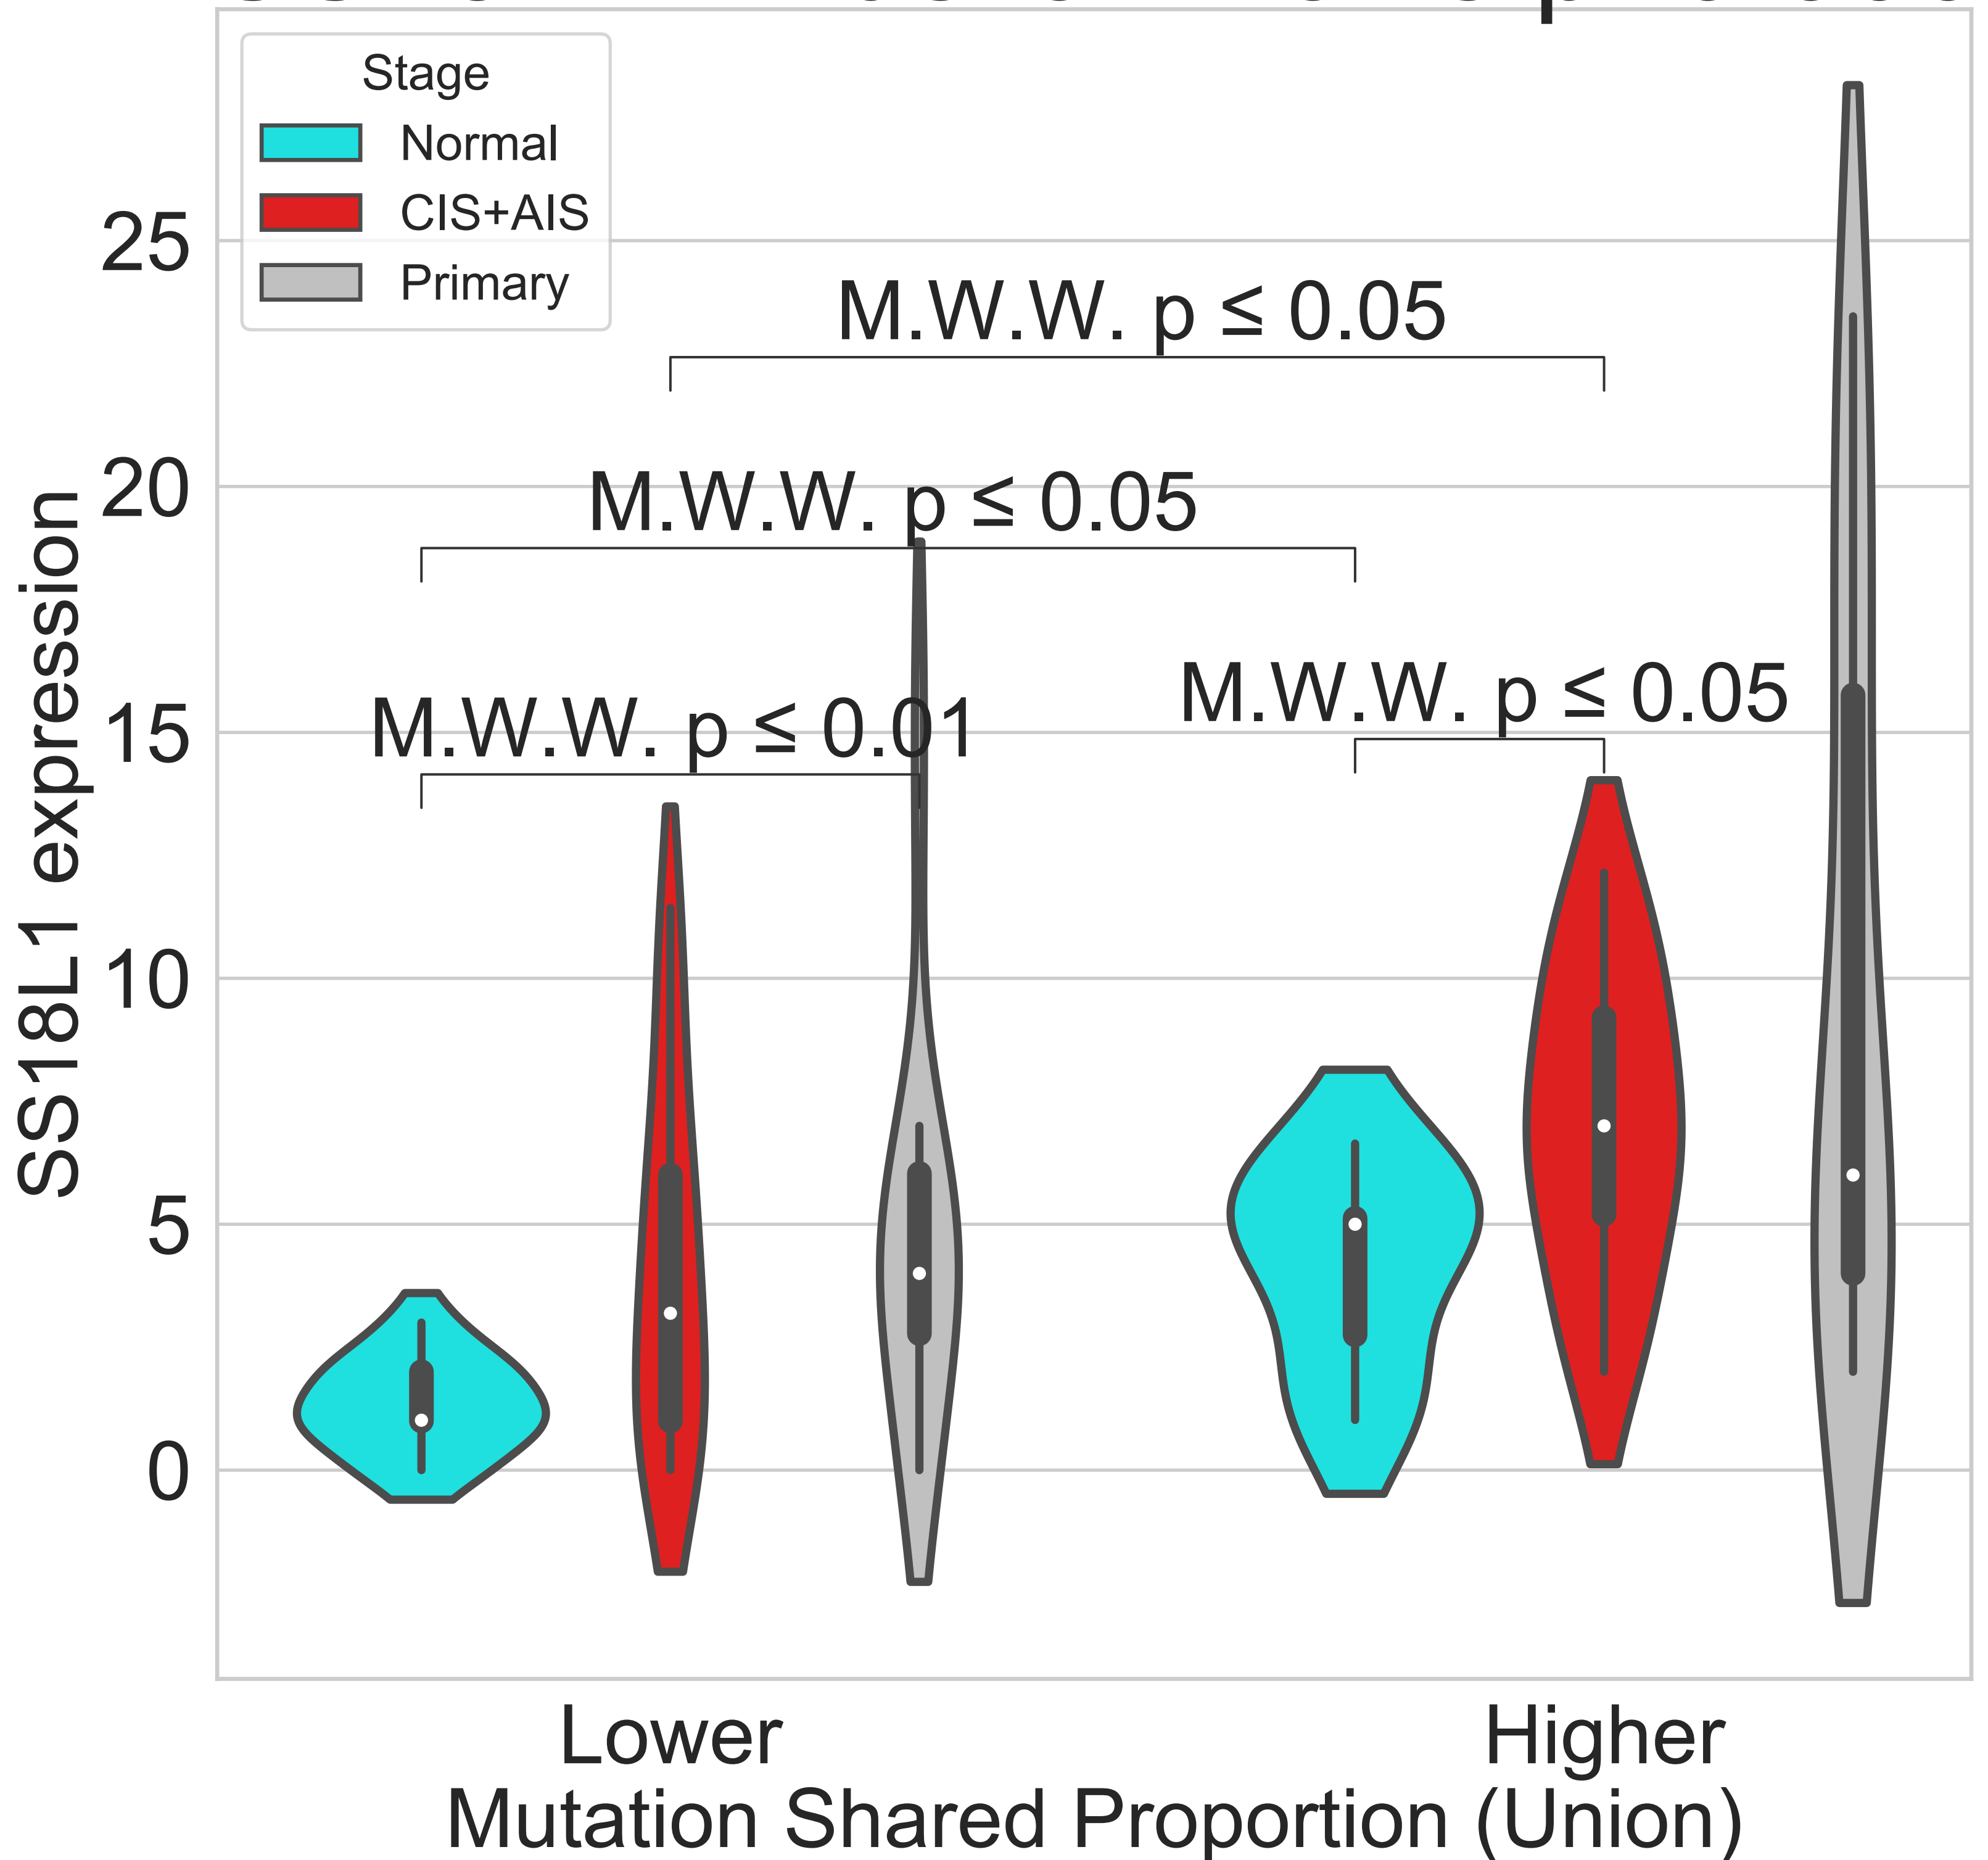 Stage
Normal
CIS+AIS
Primary
25
20
15
10
5
0
SS18L1 expression
M.W.W. p ≤ 0.05
M.W.W. p ≤ 0.05
M.W.W. p ≤ 0.01
M.W.W. p ≤ 0.05
Lower
Higher
Mutation Shared Proportion (Union)